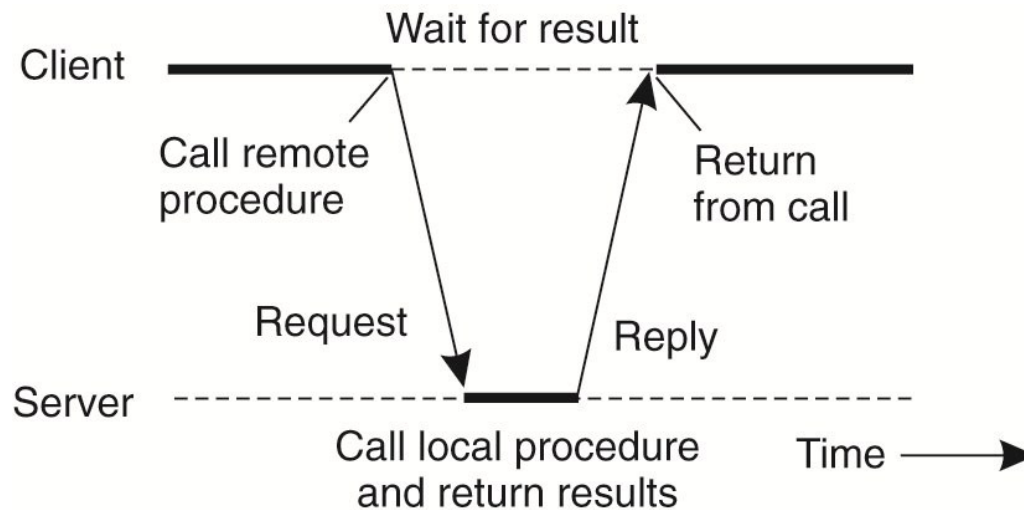 Wait for result
Client
Call remote
procedure
Return
from call
Request
Reply
Server
Call local procedure
and return results
Time